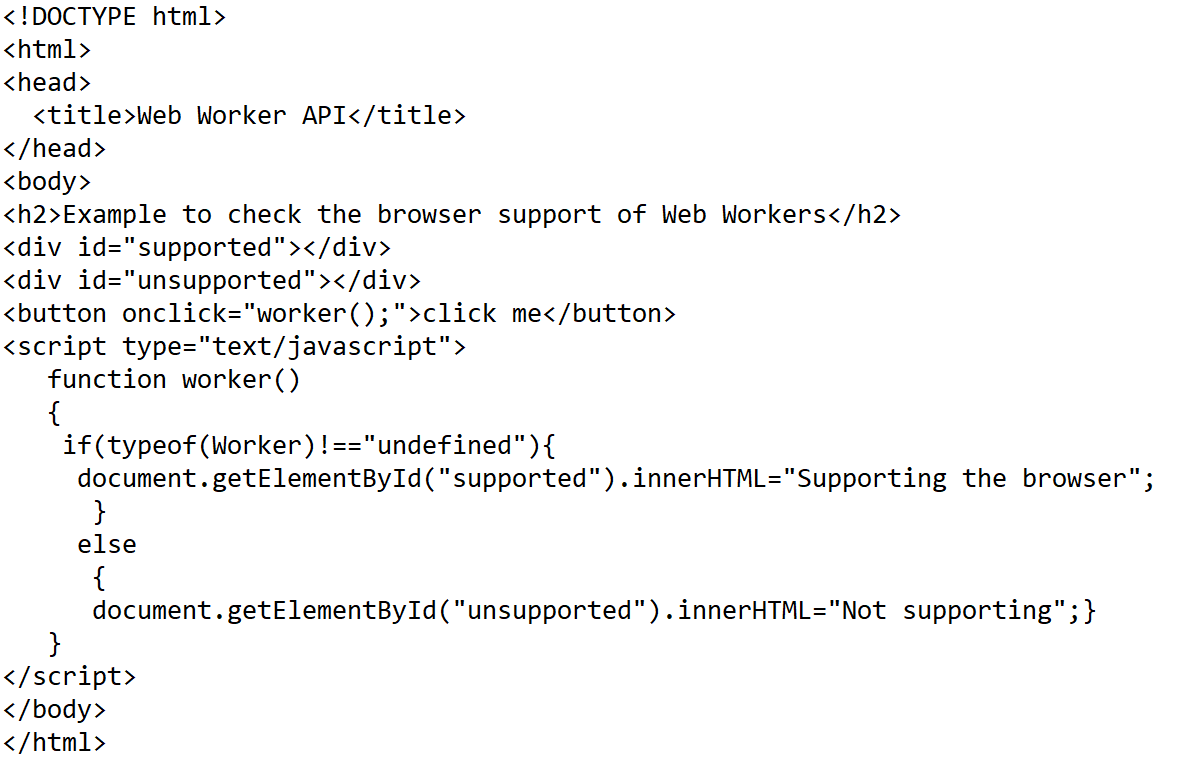 <!DOCTYPE html>
<html>
<head>
  <title>Web Worker API</title>
</head>
<body>
<h2>Example to check the browser support of Web Workers</h2>
<div id="supported"></div>
<div id="unsupported"></div>
<button onclick="worker();">click me</button>
<script type="text/javascript">
   function worker()
   {
    if(typeof(Worker)!=="undefined"){
     document.getElementById("supported").innerHTML="Supporting the browser";
      }
     else
      {
      document.getElementById("unsupported").innerHTML="Not supporting";}
   }
</script>
</body>
</html>